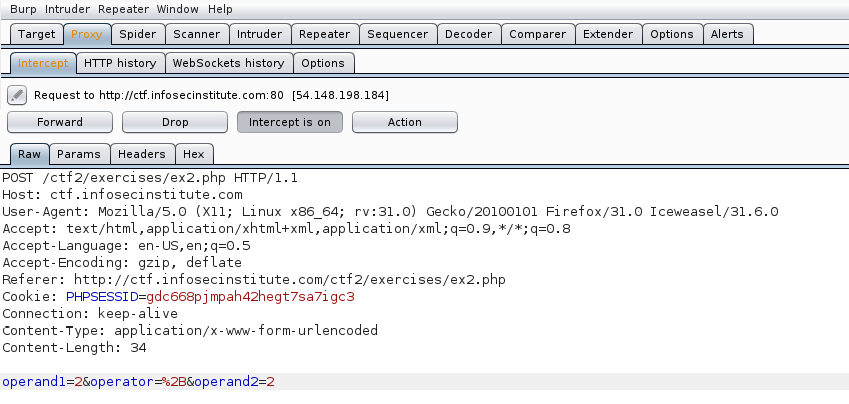 Burp Intruder Repeater Window Help
Target Proxy Spider Scanner Intruder Repeater Sequencer Decoder Comparer Extender Options Alerts
Intercept HTTP history WebSockets history Options
Request to http://ctf.infosecinstitute.com:80 [54.148.198.184]
Forward Drop Intercept is on Action
Raw Params Headers Hex
POST /ctf2/exercises/ex2.php HTTP/1.1
Host: ctf.infosecinstitute.com
User-Agent: Mozilla/5.0 (X11; Linux x86_64; rv:31.0) Gecko/20100101 Firefox/31.0 Iceweasel/31.6.0
Accept: text/html,application/xhtml+xml,application/xml;q=0.9,*/*;q=0.8
Accept-Language: en-US,en;q=0.5
Accept-Encoding: gzip, deflate
Referer: http://ctf.infosecinstitute.com/ctf2/exercises/ex2.php
Cookie: PHPSESSID=gdc668pjmpah42hegt7sa7igc3
Connection: keep-alive
Content-Type: application/x-www-form-urlencoded
Content-Length: 34
operand1=2&operator=%2B&operand2=2